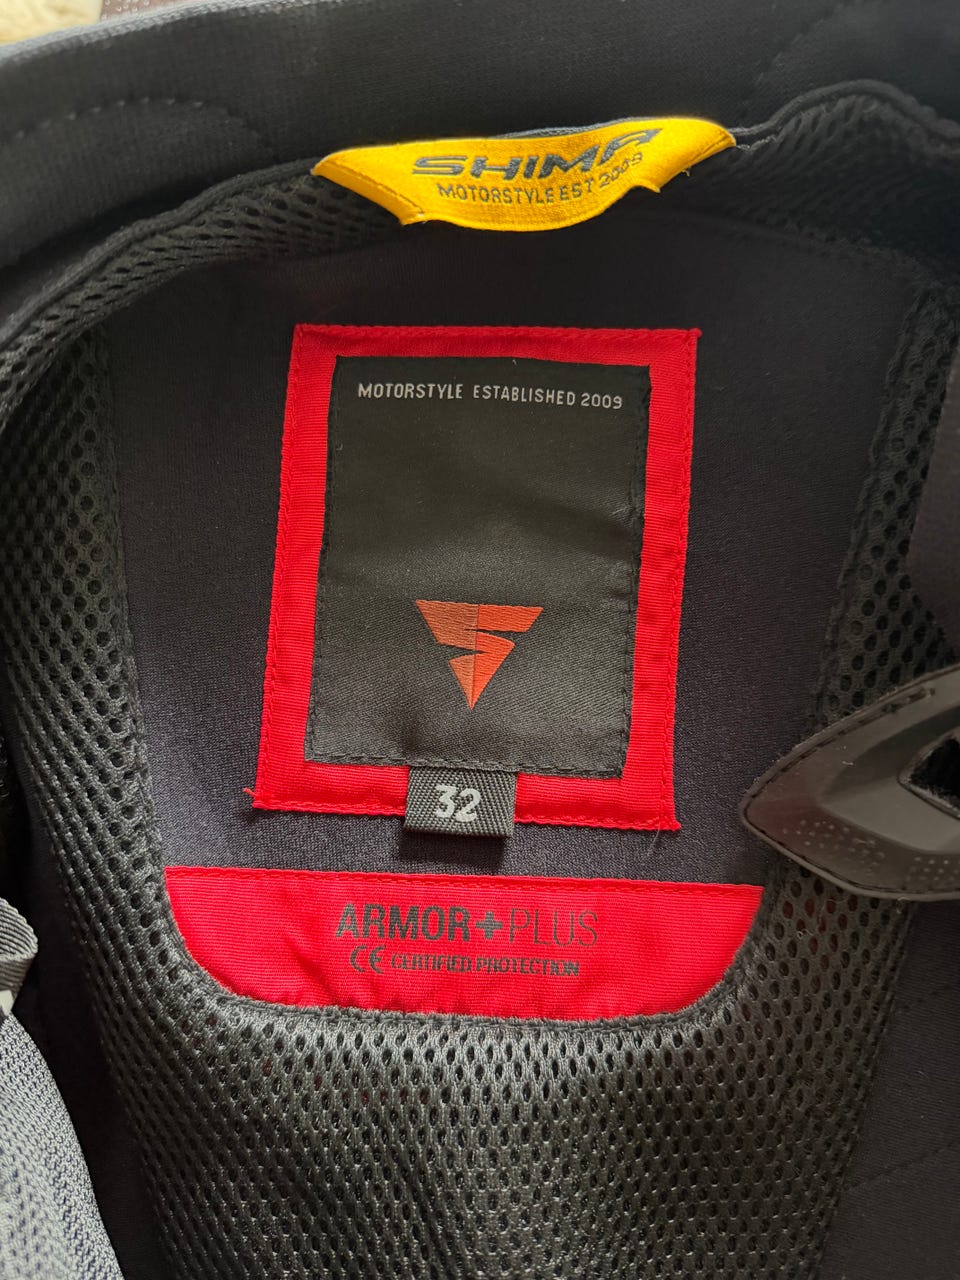 SHIMA
MOTORSTYLE EST 2009
MOTORSTYLE ESTABLISHED 2009
32
ARMOR+PLUS
CE CERTIFIED PROTECTION